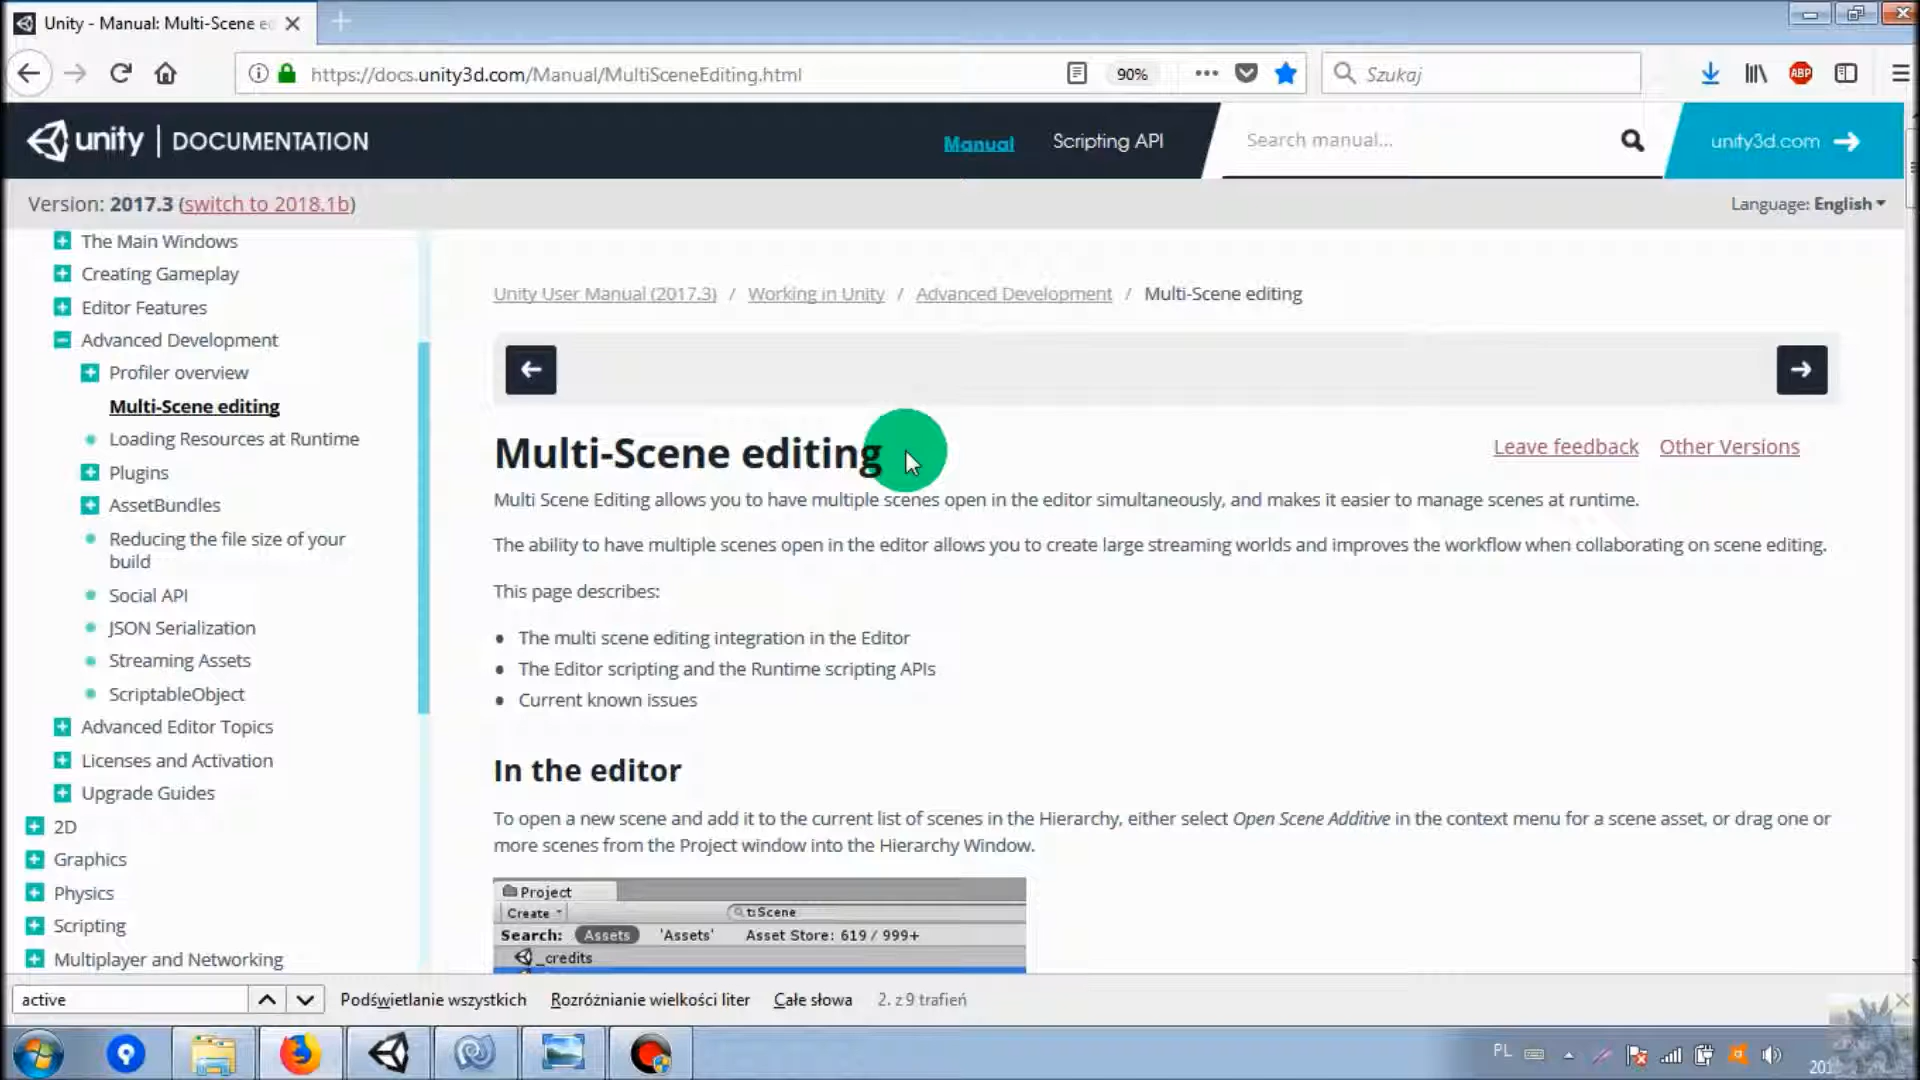 Unity - Manual: Multi-Scene e
https://docs.unity3d.com/Manual/MultiSceneEditing.html
90%
Szukaj
ABP
unity | DOCUMENTATION
Manual
Scripting API
Search manual...
unity3d.com
Version: 2017.3 (switch to 2018.1b)
Language: English
The Main Windows
Creating Gameplay
Editor Features
Advanced Development
Profiler overview
Multi-Scene editing
Loading Resources at Runtime
Plugins
AssetBundles
Reducing the file size of your
build
Social API
JSON Serialization
Streaming Assets
ScriptableObject
Advanced Editor Topics
Licenses and Activation
Upgrade Guides
2D
Graphics
Physics
Scripting
Multiplayer and Networking
Unity User Manual (2017.3) / Working in Unity / Advanced Development / Multi-Scene editing
Multi-Scene editing
Leave feedback
Other Versions
Multi Scene Editing allows you to have multiple scenes open in the editor simultaneously, and makes it easier to manage scenes at runtime.
The ability to have multiple scenes open in the editor allows you to create large streaming worlds and improves the workflow when collaborating on scene editing.
This page describes:
The multi scene editing integration in the Editor
The Editor scripting and the Runtime scripting APIs
Current known issues
In the editor
To open a new scene and add it to the current list of scenes in the Hierarchy, either select Open Scene Additive in the context menu for a scene asset, or drag one or
more scenes from the Project window into the Hierarchy Window.
Project
Create
t:Scene
Search: Assets 'Assets' Asset Store: 619 / 999+
_credits
active
Podświetlanie wszystkich
Rozróżnianie wielkości liter
Całe słowa
2. z 9 trafień
PL
201